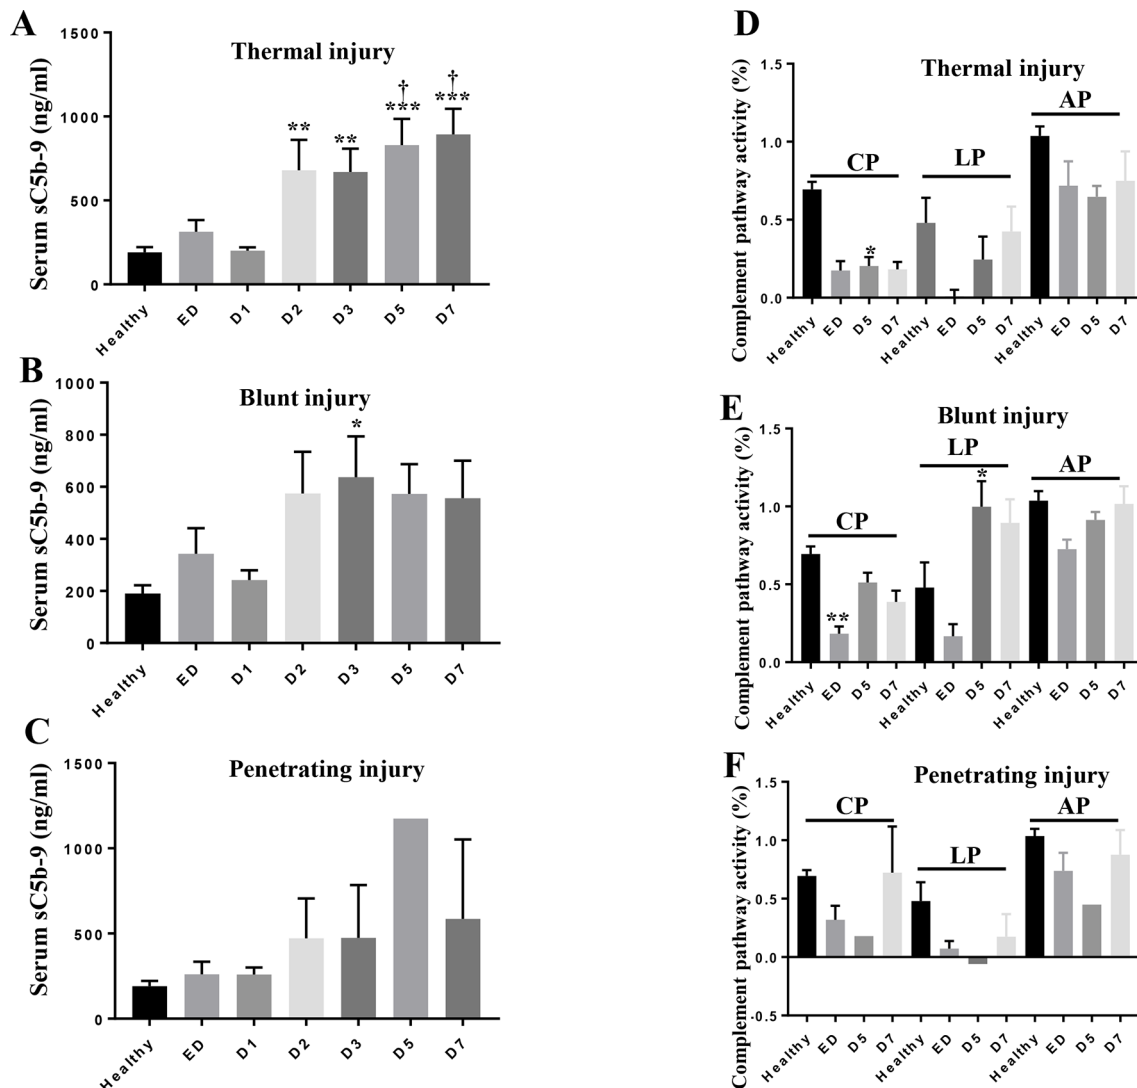 A
Thermal injury
Serum sC5b-9 (ng/ml)
1500
1000
500
0
**
**
†
***
†
***
Healthy
ED
D1
D2
D3
D5
D7
B
Blunt injury
Serum sC5b-9 (ng/ml)
1000
800
600
400
200
0
*
Healthy
ED
D1
D2
D3
D5
D7
C
Penetrating injury
Serum sC5b-9 (ng/ml)
1500
1000
500
0
Healthy
ED
D1
D2
D3
D5
D7
D
Thermal injury
Complement pathway activity (%)
1.5
1.0
0.5
0.0
CP
LP
AP
*
Healthy
ED
D5
D7
Healthy
ED
D5
D7
Healthy
ED
D5
D7
E
Blunt injury
Complement pathway activity (%)
1.5
1.0
0.5
0.0
CP
LP
AP
**
*
Healthy
ED
D5
D7
Healthy
ED
D5
D7
Healthy
ED
D5
D7
F
Penetrating injury
Complement pathway activity (%)
1.5
1.0
0.5
0.0
-0.5
CP
LP
AP
Healthy
ED
D5
D7
Healthy
ED
D5
D7
Healthy
ED
D5
D7